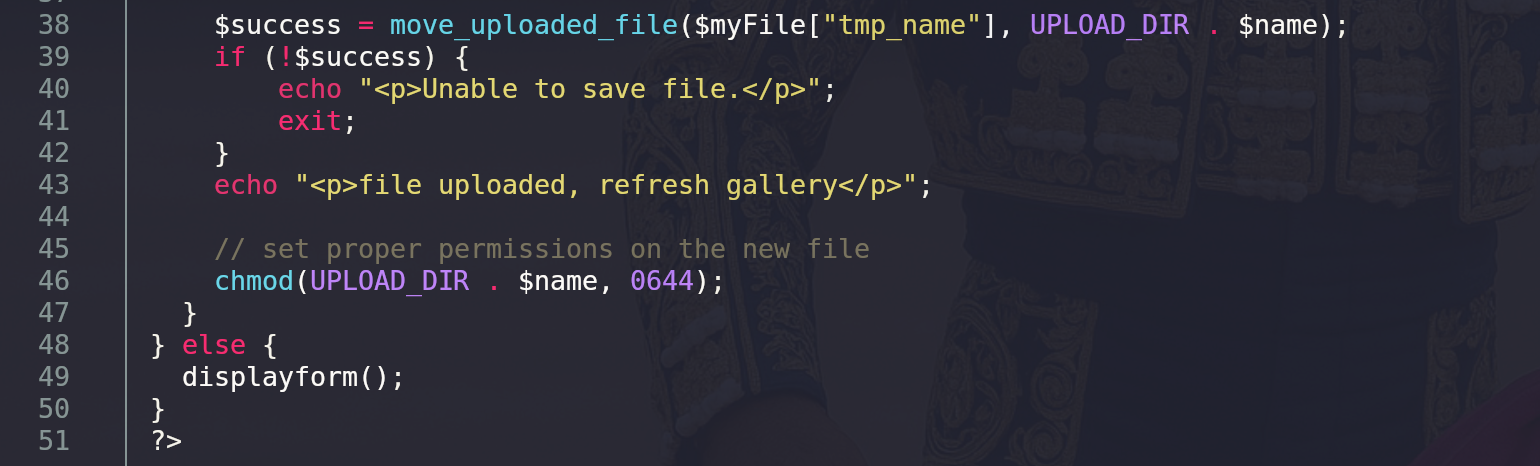 38 $success = move_uploaded_file($myFile["tmp_name"], UPLOAD_DIR . $name);
39 if (!$success) {
40 echo "<p>Unable to save file.</p>";
41 exit;
42 }
43 echo "<p>file uploaded, refresh gallery</p>";
44
45 // set proper permissions on the new file
46 chmod(UPLOAD_DIR . $name, 0644);
47 }
48 } else {
49 displayform();
50 }
51 ?>